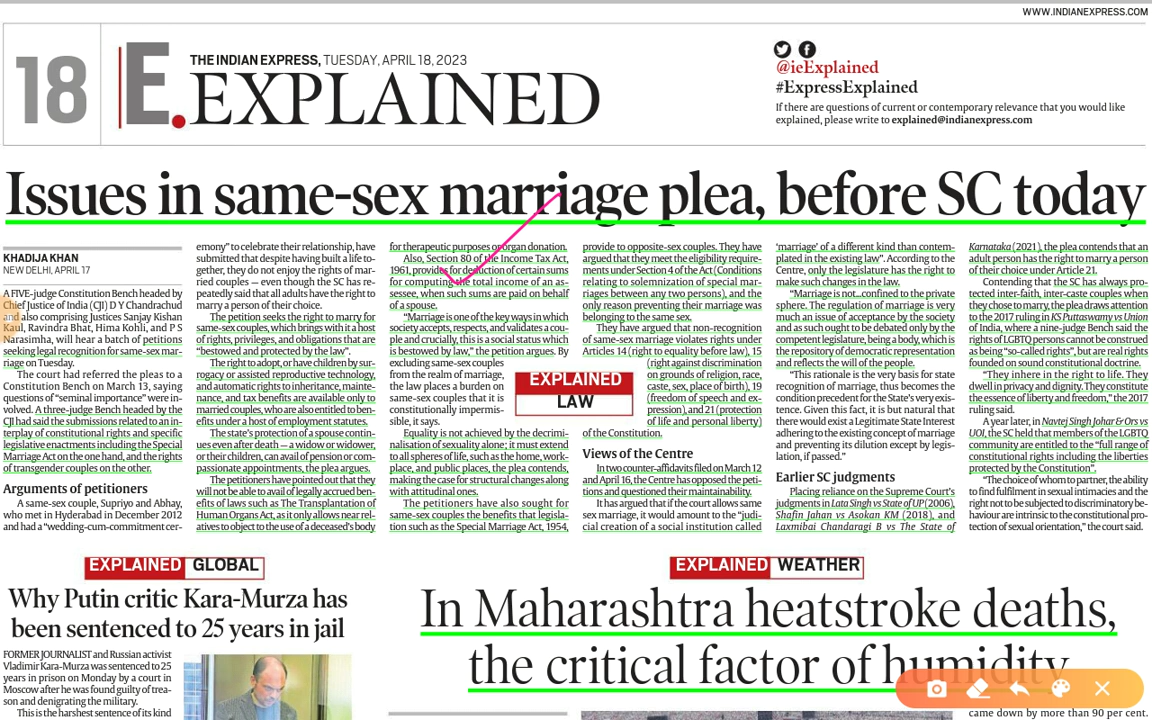 WWW.INDIANEXPRESS.COM
18
E.
THE INDIAN EXPRESS, TUESDAY, APRIL 18, 2023
EXPLAINED
@ieExplained
#ExpressExplained
If there are questions of current or contemporary relevance that you would like
explained, please write to explained@indianexpress.com
Issues in same-sex marriage plea, before SC today
KHADIJA KHAN
NEW DELHI, APRIL 17
A FIVE-judge Constitution Bench headed by
Chief Justice of India (CJI) D Y Chandrachud
and also comprising Justices Sanjay Kishan
Kaul, Ravindra Bhat, Hima Kohli, and P S
Narasimha, will hear a batch of petitions
seeking legal recognition for same-sex mar-
riage on Tuesday.
The court had referred the pleas to a
Constitution Bench on March 13, saying
questions of “seminal importance” were in-
volved. A three-judge Bench headed by the
CJI had said the submissions related to an in-
terplay of constitutional rights and specific
legislative enactments including the Special
Marriage Act on the one hand, and the rights
of transgender couples on the other.
Arguments of petitioners
A same-sex couple, Supriyo and Abhay,
who met in Hyderabad in December 2012
and had a “wedding-cum-commitment cer-
emony” to celebrate their relationship, have
submitted that despite having built a life to-
gether, they do not enjoy the rights of mar-
ried couples — even though the SC has re-
peatedly said that all adults have the right to
marry a person of their choice.
The petition seeks the right to marry for
same-sex couples, which brings with it a host
of rights, privileges, and obligations that are
“bestowed and protected by the law”.
The right to adopt, or have children by sur-
rogacy or assisted reproductive technology,
and automatic rights to inheritance, mainte-
nance, and tax benefits are available only to
married couples, who are also entitled to ben-
efits under a host of employment statutes.
The state’s protection of a spouse contin-
ues even after death — a widow or widower,
or their children, can avail of pension or com-
passionate appointments, the plea argues.
The petitioners have pointed out that they
will not be able to avail of legally accrued ben-
efits of laws such as The Transplantation of
Human Organs Act, as it only allows near rel-
atives to object to the use of a deceased’s body
for therapeutic purposes or organ donation.
Also, Section 80 of the Income Tax Act,
1961, provides for deduction of certain sums
for computing the total income of an as-
sessee, when such sums are paid on behalf
of a spouse.
“Marriage is one of the key ways in which
society accepts, respects, and validates a cou-
ple and crucially, this is a social status which
is bestowed by law,” the petition argues. By
excluding same-sex couples
from the realm of marriage,
the law places a burden on
same-sex couples that it is
constitutionally impermis-
sible, it says.
Equality is not achieved by the decrimi-
nalisation of sexuality alone; it must extend
to all spheres of life, such as the home, work-
place, and public places, the plea contends,
making the case for structural changes along
with attitudinal ones.
The petitioners have also sought for
same-sex couples the benefits that legisla-
tion such as the Special Marriage Act, 1954,
EXPLAINED
LAW
provide to opposite-sex couples. They have
argued that they meet the eligibility require-
ments under Section 4 of the Act (Conditions
relating to solemnization of special mar-
riages between any two persons), and the
only reason preventing their marriage was
belonging to the same sex.
They have argued that non-recognition
of same-sex marriage violates rights under
Articles 14 (right to equality before law), 15
(right against discrimination
on grounds of religion, race,
caste, sex, place of birth), 19
(freedom of speech and ex-
pression), and 21 (protection
of life and personal liberty)
of the Constitution.
Views of the Centre
In two counter-affidavits filed on March 12
and April 16, the Centre has opposed the peti-
tions and questioned their maintainability.
It has argued that if the court allows same
sex marriage, it would amount to the “judi-
cial creation of a social institution called
‘marriage’ of a different kind than contem-
plated in the existing law”. According to the
Centre, only the legislature has the right to
make such changes in the law.
“Marriage is not...confined to the private
sphere. The regulation of marriage is very
much an issue of acceptance by the society
and as such ought to be debated only by the
competent legislature, being a body, which is
the repository of democratic representation
and reflects the will of the people.
“This rationale is the very basis for state
recognition of marriage, thus becomes the
condition precedent for the State’s very exis-
tence. Given this fact, it is but natural that
there would exist a Legitimate State Interest
adhering to the existing concept of marriage
and preventing its dilution except by legis-
lation, if passed.”
Earlier SC judgments
Placing reliance on the Supreme Court’s
judgments in Lata Singh vs State of UP (2006),
Shafin Jahan vs Asokan KM (2018), and
Laxmibai Chandaragi B vs The State of
Karnataka (2021), the plea contends that an
adult person has the right to marry a person
of their choice under Article 21.
Contending that the SC has always pro-
tected inter-faith, inter-caste couples when
they chose to marry, the plea draws attention
to the 2017 ruling in KS Puttaswamy vs Union
of India, where a nine-judge Bench said the
rights of LGBTQ persons cannot be construed
as being “so-called rights”, but are real rights
founded on sound constitutional doctrine.
“They inhere in the right to life. They
dwell in privacy and dignity. They constitute
the essence of liberty and freedom,” the 2017
ruling said.
A year later, in Navtej Singh Johar & Ors vs
UOI, the SC held that members of the LGBTQ
community are entitled to the “full range of
constitutional rights including the liberties
protected by the Constitution”.
“The choice of whom to partner, the ability
to find fulfilment in sexual intimacies and the
right not to be subjected to discriminatory be-
haviour are intrinsic to the constitutional pro-
tection of sexual orientation,” the court said.
EXPLAINED GLOBAL
Why Putin critic Kara-Murza has
been sentenced to 25 years in jail
FORMER JOURNALIST and Russian activist
Vladimir Kara-Murza was sentenced to 25
years in prison on Monday by a court in
Moscow after he was found guilty of trea-
son and denigrating the military.
This is the harshest sentence of its kind
EXPLAINED WEATHER
In Maharashtra heatstroke deaths,
the critical factor of humidity
came down by more than 90 per cent.